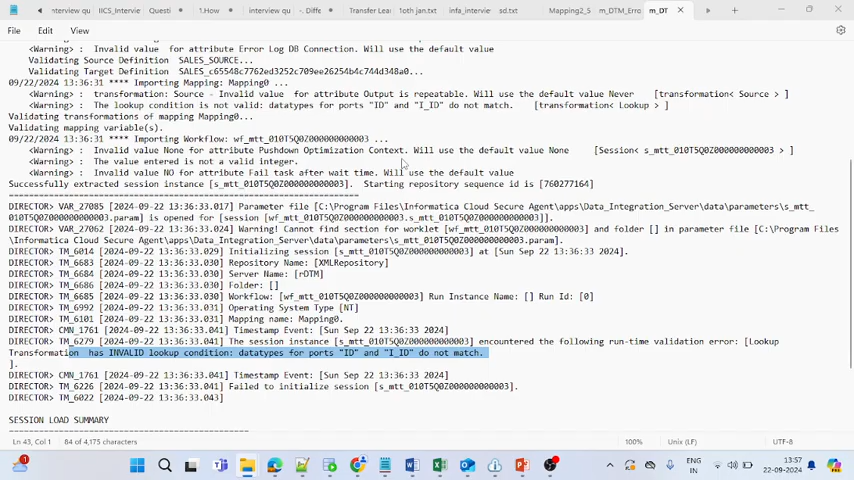 interview qu
IICS_Interview
Questi
1.How
interview qu
- Differe
Transfer Lea
1oth jan.txt
infa_intervie
sd.txt
Mapping2_S
m_DTM_Erro
m_DT
File Edit View
<Warning> : Invalid value for attribute Error Log DB Connection. Will use the default value
Validating Source Definition SALES_SOURCE...
Validating Target Definition SALES_c65548c7762ed3252c709ee26254b4c744d348a0...
09/22/2024 13:36:31 **** Importing Mapping: Mapping0 ...
<Warning> : transformation: Source - Invalid value for attribute Output is repeatable. Will use the default value Never [transformation< Source > ]
<Warning> : The lookup condition is not valid: datatypes for ports "ID" and "I_ID" do not match. [transformation< Lookup > ]
Validating transformations of mapping Mapping0...
Validating mapping variable(s).
09/22/2024 13:36:31 **** Importing Workflow: wf_mtt_010T5Q0Z000000000003 ...
<Warning> : Invalid value None for attribute Pushdown Optimization Context. Will use the default value None [Session< s_mtt_010T5Q0Z000000000003 > ]
<Warning> : The value entered is not a valid integer.
<Warning> : Invalid value NO for attribute Fail task after wait time. Will use the default value
Successfully extracted session instance [s_mtt_010T5Q0Z000000000003]. Starting repository sequence id is [760277164]
DIRECTOR> VAR_27085 [2024-09-22 13:36:33.017] Parameter file [C:\Program Files\Informatica Cloud Secure Agent\apps\Data_Integration_Server\data\parameters\s_mtt_
010T5Q0Z000000000003.param] is opened for [session [wf_mtt_010T5Q0Z000000000003.s_mtt_010T5Q0Z000000000003]].
DIRECTOR> VAR_27062 [2024-09-22 13:36:33.024] Warning! Cannot find section for worklet [wf_mtt_010T5Q0Z000000000003] and folder [] in parameter file [C:\Program Files
\Informatica Cloud Secure Agent\apps\Data_Integration_Server\data\parameters\s_mtt_010T5Q0Z000000000003.param].
DIRECTOR> TM_6014 [2024-09-22 13:36:33.029] Initializing session [s_mtt_010T5Q0Z000000000003] at [Sun Sep 22 13:36:33 2024].
DIRECTOR> TM_6683 [2024-09-22 13:36:33.030] Repository Name: [XMLRepository]
DIRECTOR> TM_6684 [2024-09-22 13:36:33.030] Server Name: [rDTM]
DIRECTOR> TM_6686 [2024-09-22 13:36:33.030] Folder: []
DIRECTOR> TM_6685 [2024-09-22 13:36:33.030] Workflow: [wf_mtt_010T5Q0Z000000000003] Run Instance Name: [] Run Id: [0]
DIRECTOR> TM_6992 [2024-09-22 13:36:33.031] Operating System Type [NT]
DIRECTOR> TM_6101 [2024-09-22 13:36:33.031] Mapping name: Mapping0.
DIRECTOR> CMN_1761 [2024-09-22 13:36:33.041] Timestamp Event: [Sun Sep 22 13:36:33 2024]
DIRECTOR> TM_6279 [2024-09-22 13:36:33.041] The session instance [s_mtt_010T5Q0Z000000000003] encountered the following run-time validation error: [Lookup
Transformation has INVALID lookup condition: datatypes for ports "ID" and "I_ID" do not match.
].
DIRECTOR> CMN_1761 [2024-09-22 13:36:33.041] Timestamp Event: [Sun Sep 22 13:36:33 2024]
DIRECTOR> TM_6226 [2024-09-22 13:36:33.041] Failed to initialize session [s_mtt_010T5Q0Z000000000003].
DIRECTOR> TM_6022 [2024-09-22 13:36:33.043]
SESSION LOAD SUMMARY
Ln 43, Col 1 84 of 4,175 characters 100% Unix (LF) UTF-8
ENG
IN
13:57
22-09-2024